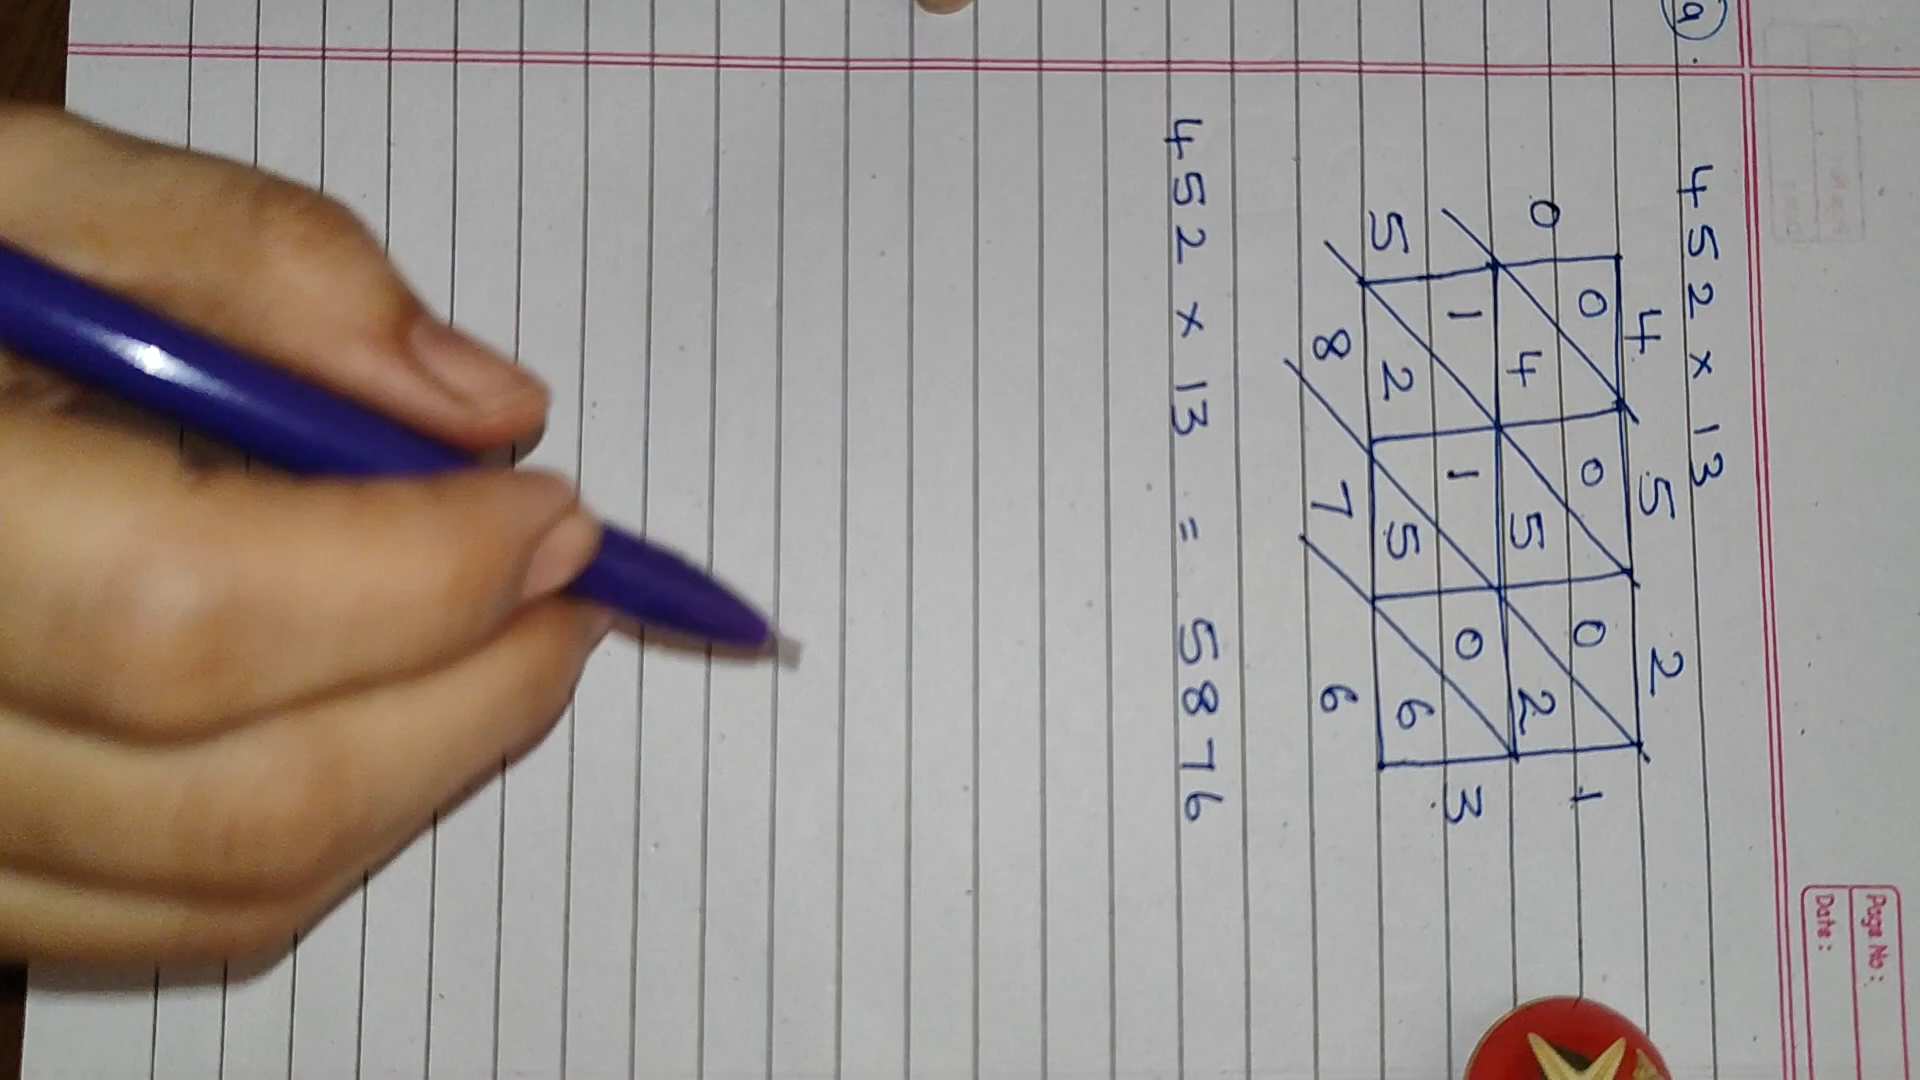 Page No:
Date:
a
452 × 13
4 5 2
0 0 0 0 1
4 5 2
5 1 1 0 3
2 5 6
8 7 6
452 × 13 = 5876